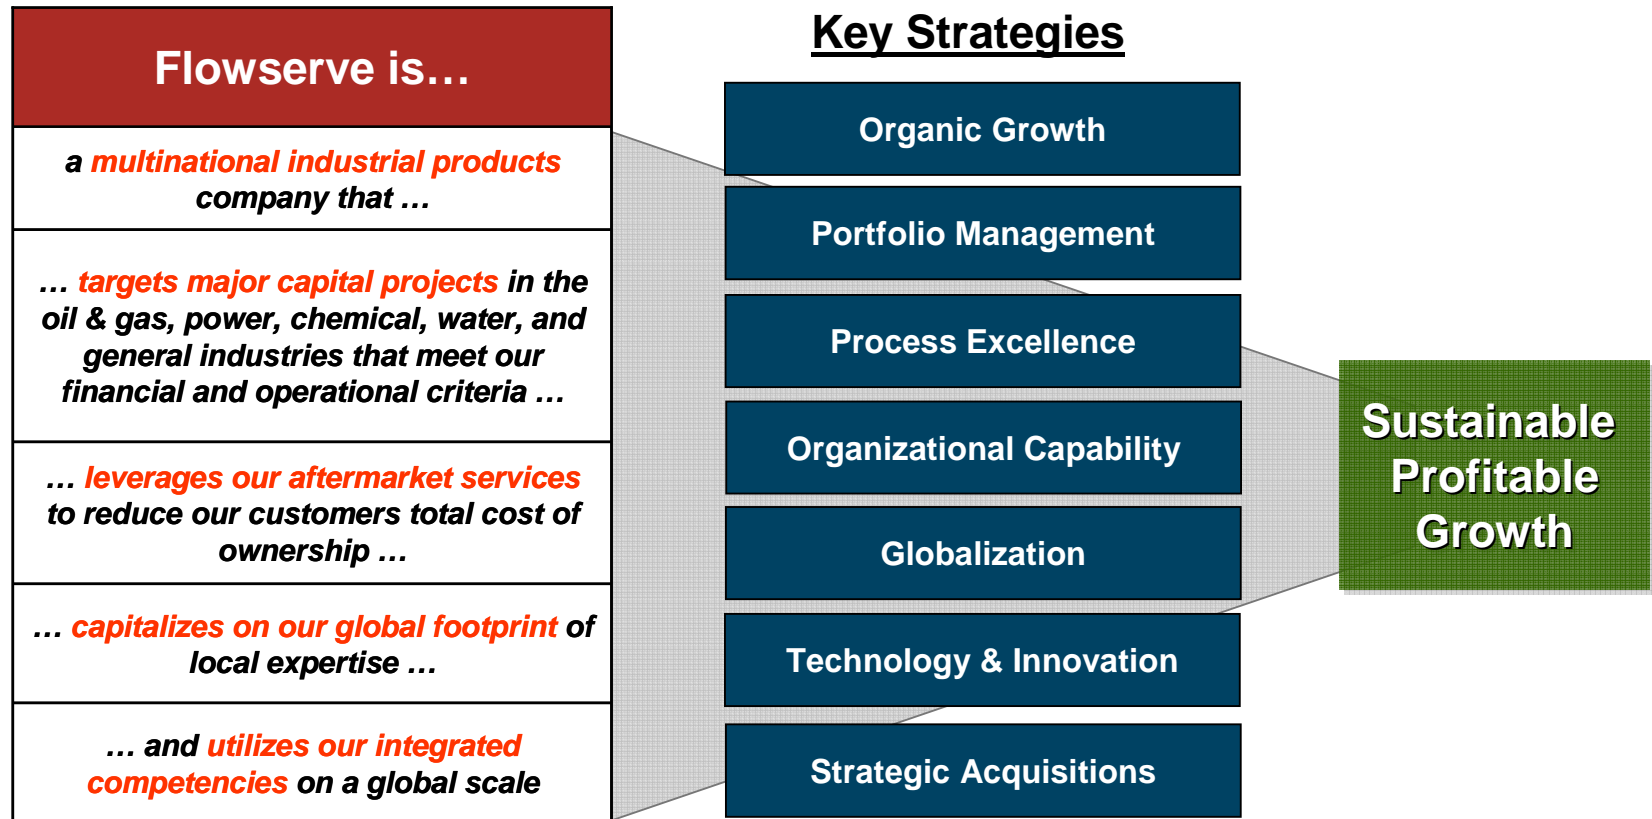 Flowserve is…
a multinational industrial products
company that …
… targets major capital projects in the
oil & gas, power, chemical, water, and
general industries that meet our
financial and operational criteria …
… leverages our aftermarket services
to reduce our customers total cost of
ownership …
… capitalizes on our global footprint of
local expertise …
… and utilizes our integrated
competencies on a global scale
Key Strategies
Organic Growth
Portfolio Management
Process Excellence
Organizational Capability
Globalization
Technology & Innovation
Strategic Acquisitions
Sustainable
Profitable
Growth